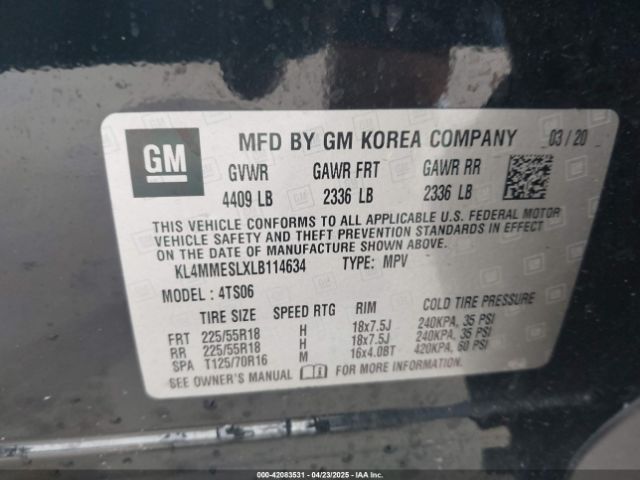 GM
MFD BY GM KOREA COMPANY 03/20
GVWR GAWR FRT GAWR RR
4409 LB 2336 LB 2336 LB
THIS VEHICLE CONFORMS TO ALL APPLICABLE U.S. FEDERAL MOTOR
VEHICLE SAFETY AND THEFT PREVENTION STANDARDS IN EFFECT
ON THE DATE OF MANUFACTURE SHOWN ABOVE.
KL4MMESLXLB114634 TYPE: MPV
MODEL: 4TS06
TIRE SIZE SPEED RTG RIM COLD TIRE PRESSURE
FRT 225/55R18 H 18x7.5J 240KPA, 35 PSI
RR 225/55R18 H 18x7.5J 240KPA, 35 PSI
SPA T125/70R16 M 16x4.0BT 420KPA, 60 PSI
SEE OWNER'S MANUAL FOR ADDITIONAL INFORMATION
000-42083531 - 04/23/2025 - IAAI.COM